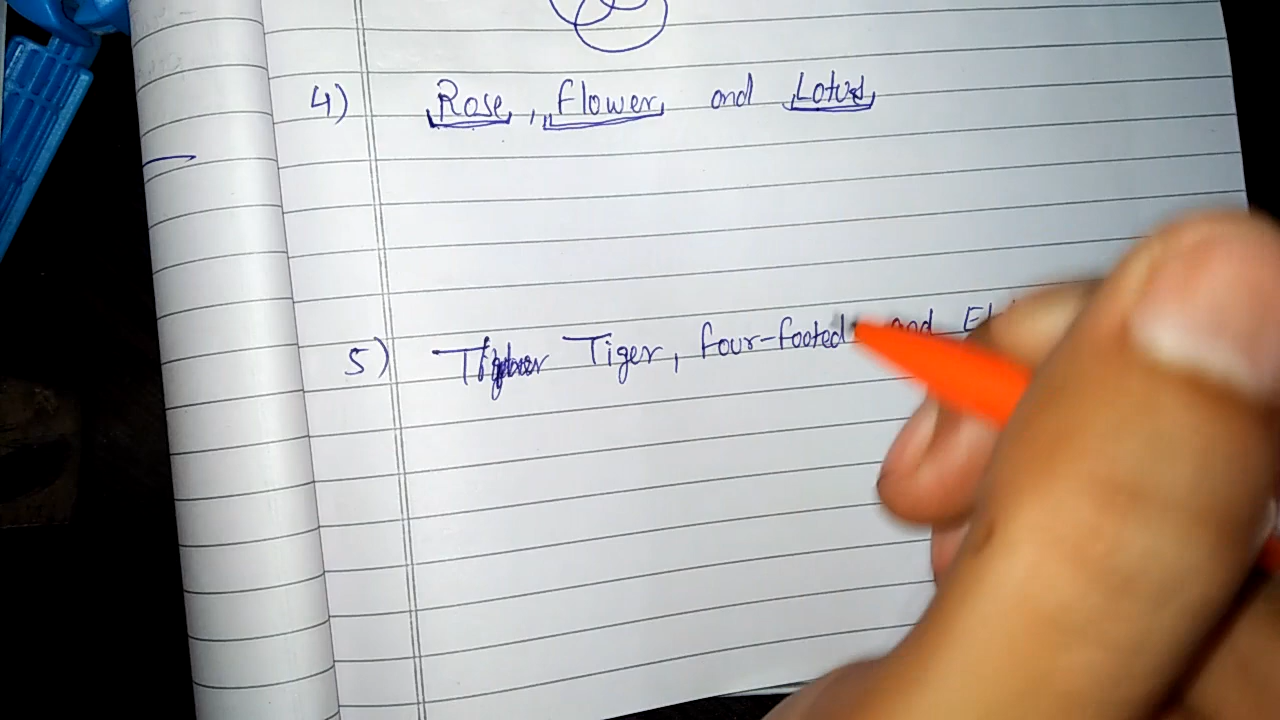 4) Rose, Flower and Lotus
5) Tiger, four-footed and